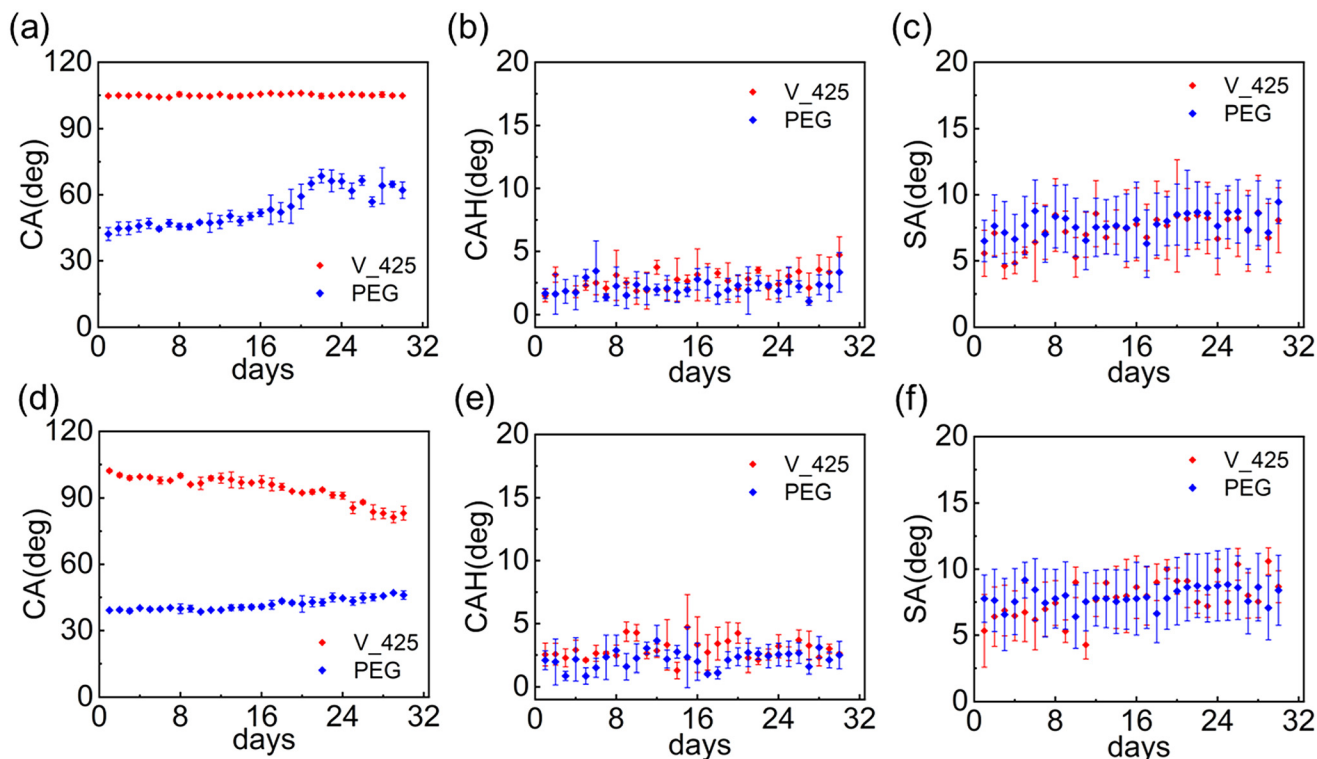 (a)
120
90
60
30
0
CA(deg)
V_425
PEG
0 8 16 24 32
days
(b)
20
15
10
5
0
CAH(deg)
V_425
PEG
0 8 16 24 32
days
(c)
20
15
10
5
0
SA(deg)
V_425
PEG
0 8 16 24 32
days
(d)
120
90
60
30
0
CA(deg)
V_425
PEG
0 8 16 24 32
days
(e)
20
15
10
5
0
CAH(deg)
V_425
PEG
0 8 16 24 32
days
(f)
20
15
10
5
0
SA(deg)
V_425
PEG
0 8 16 24 32
days